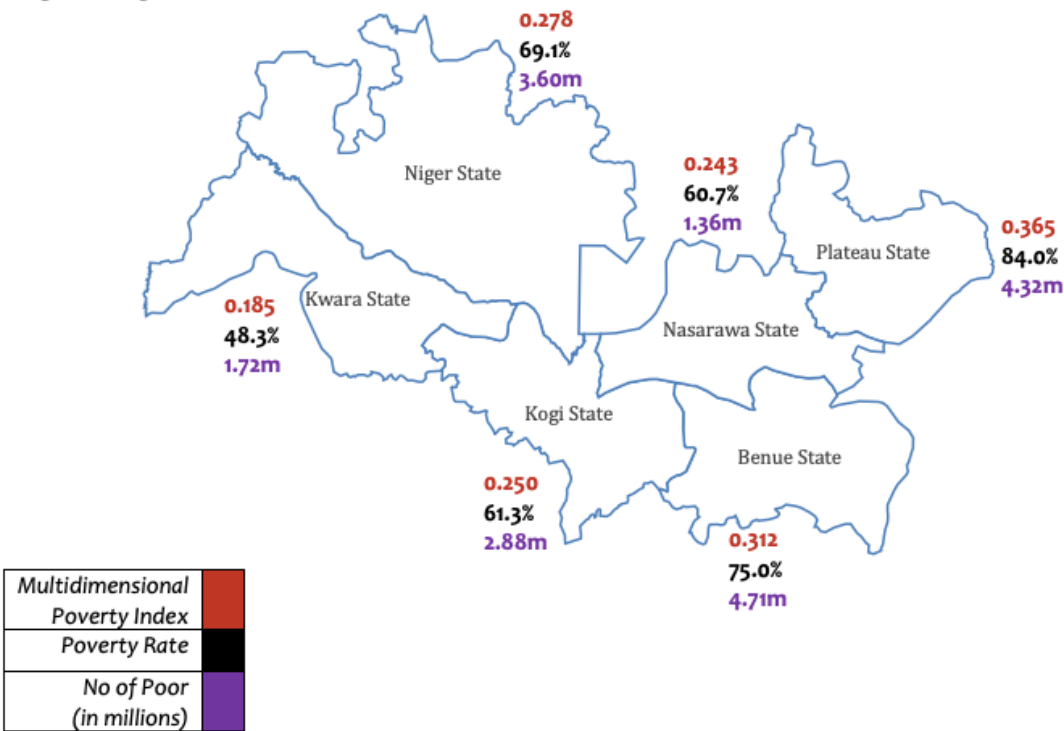 0.278
69.1%
3.60m
Niger State
0.243
60.7%
1.36m
0.365
84.0%
4.32m
Plateau State
0.185
48.3%
1.72m
Kwara State
Nasarawa State
Kogi State
Benue State
0.250
61.3%
2.88m
0.312
75.0%
4.71m
Multidimensional
Poverty Index
Poverty Rate
No of Poor
(in millions)